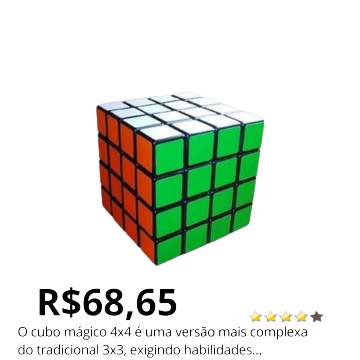 R$68,65
O cubo mágico 4x4 é uma versão mais complexa
do tradicional 3x3, exigindo habilidades...